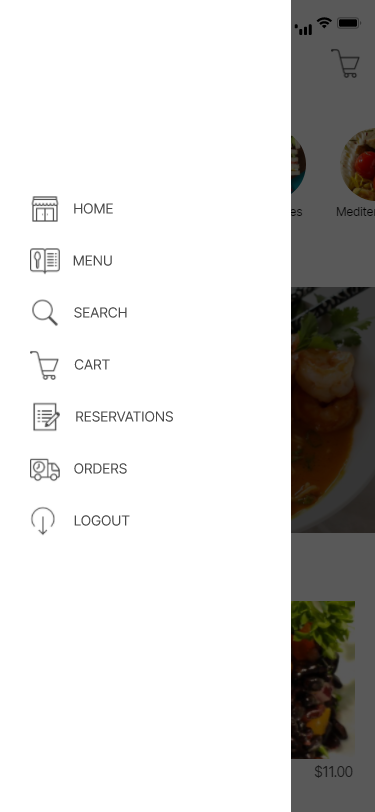 HOME
MENU
SEARCH
CART
RESERVATIONS
ORDERS
LOGOUT
$11.00